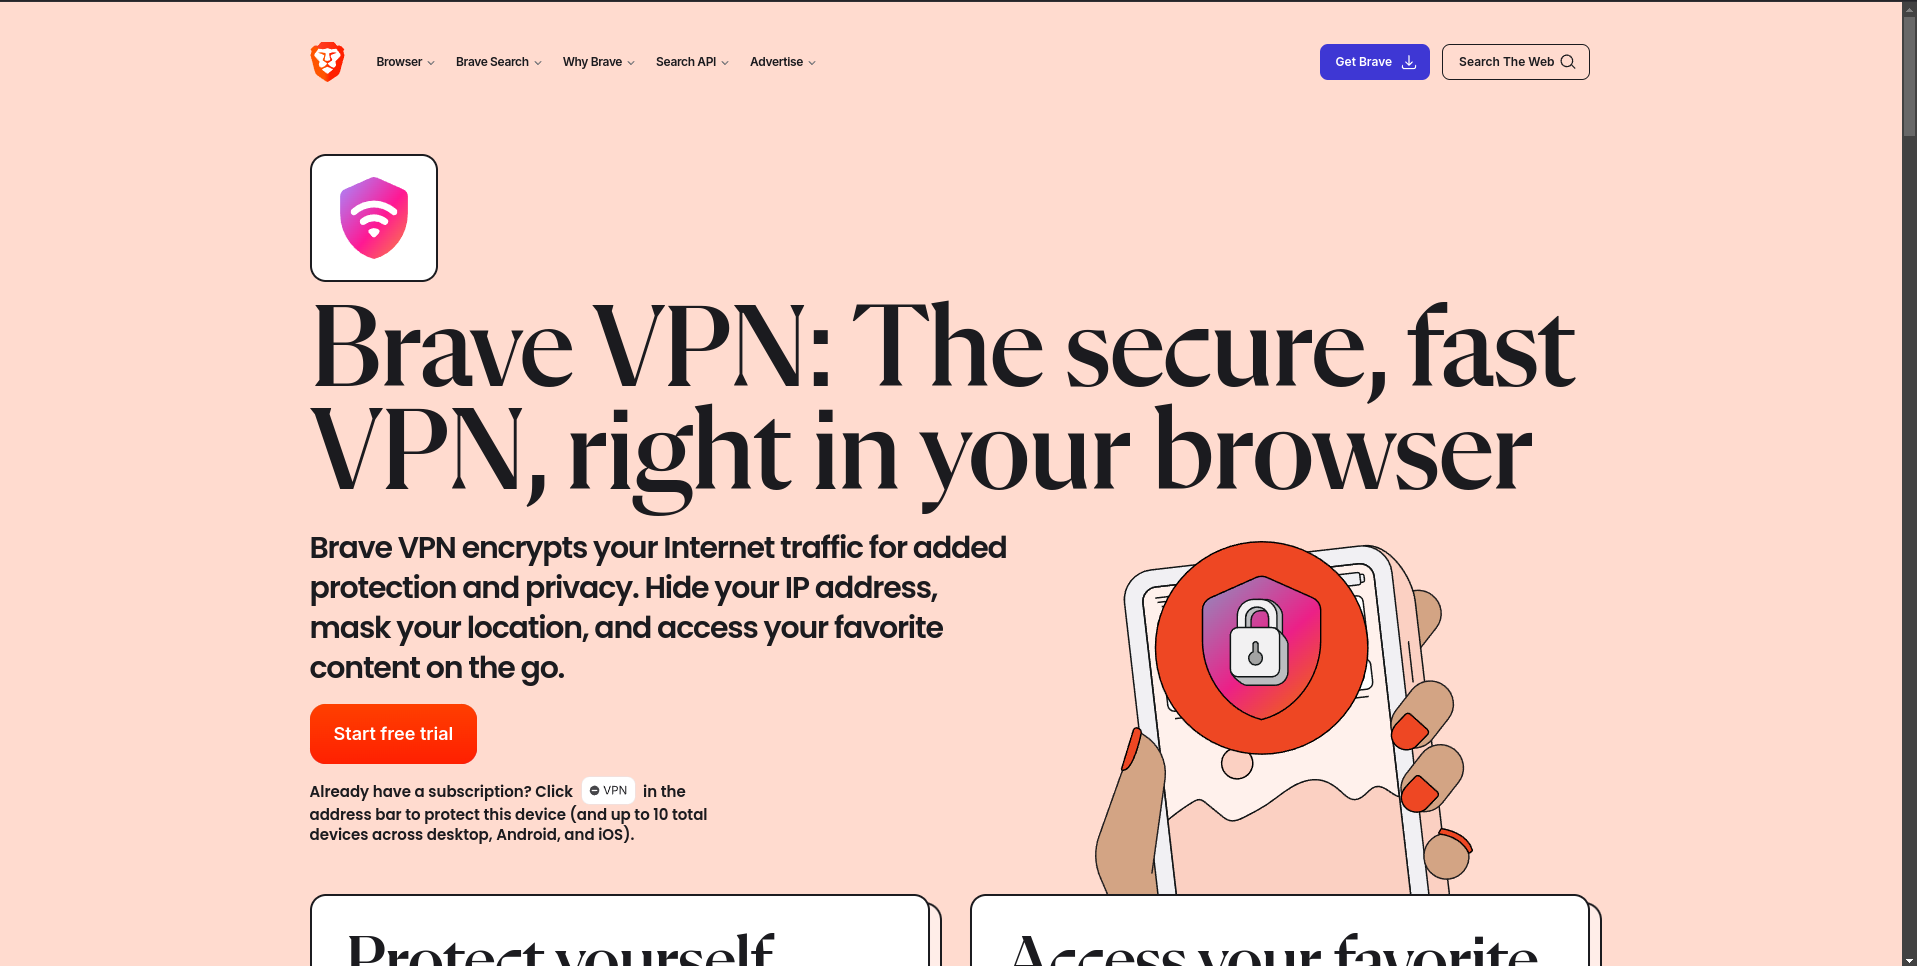 Browser
Brave Search
Why Brave
Search API
Advertise
Get Brave
Search The Web
Brave VPN: The secure, fast
VPN, right in your browser
Brave VPN encrypts your Internet traffic for added
protection and privacy. Hide your IP address,
mask your location, and access your favorite
content on the go.
Start free trial
Already have a subscription? Click VPN in the
address bar to protect this device (and up to 10 total
devices across desktop, Android, and iOS).
Protect yourself
Access your favorite